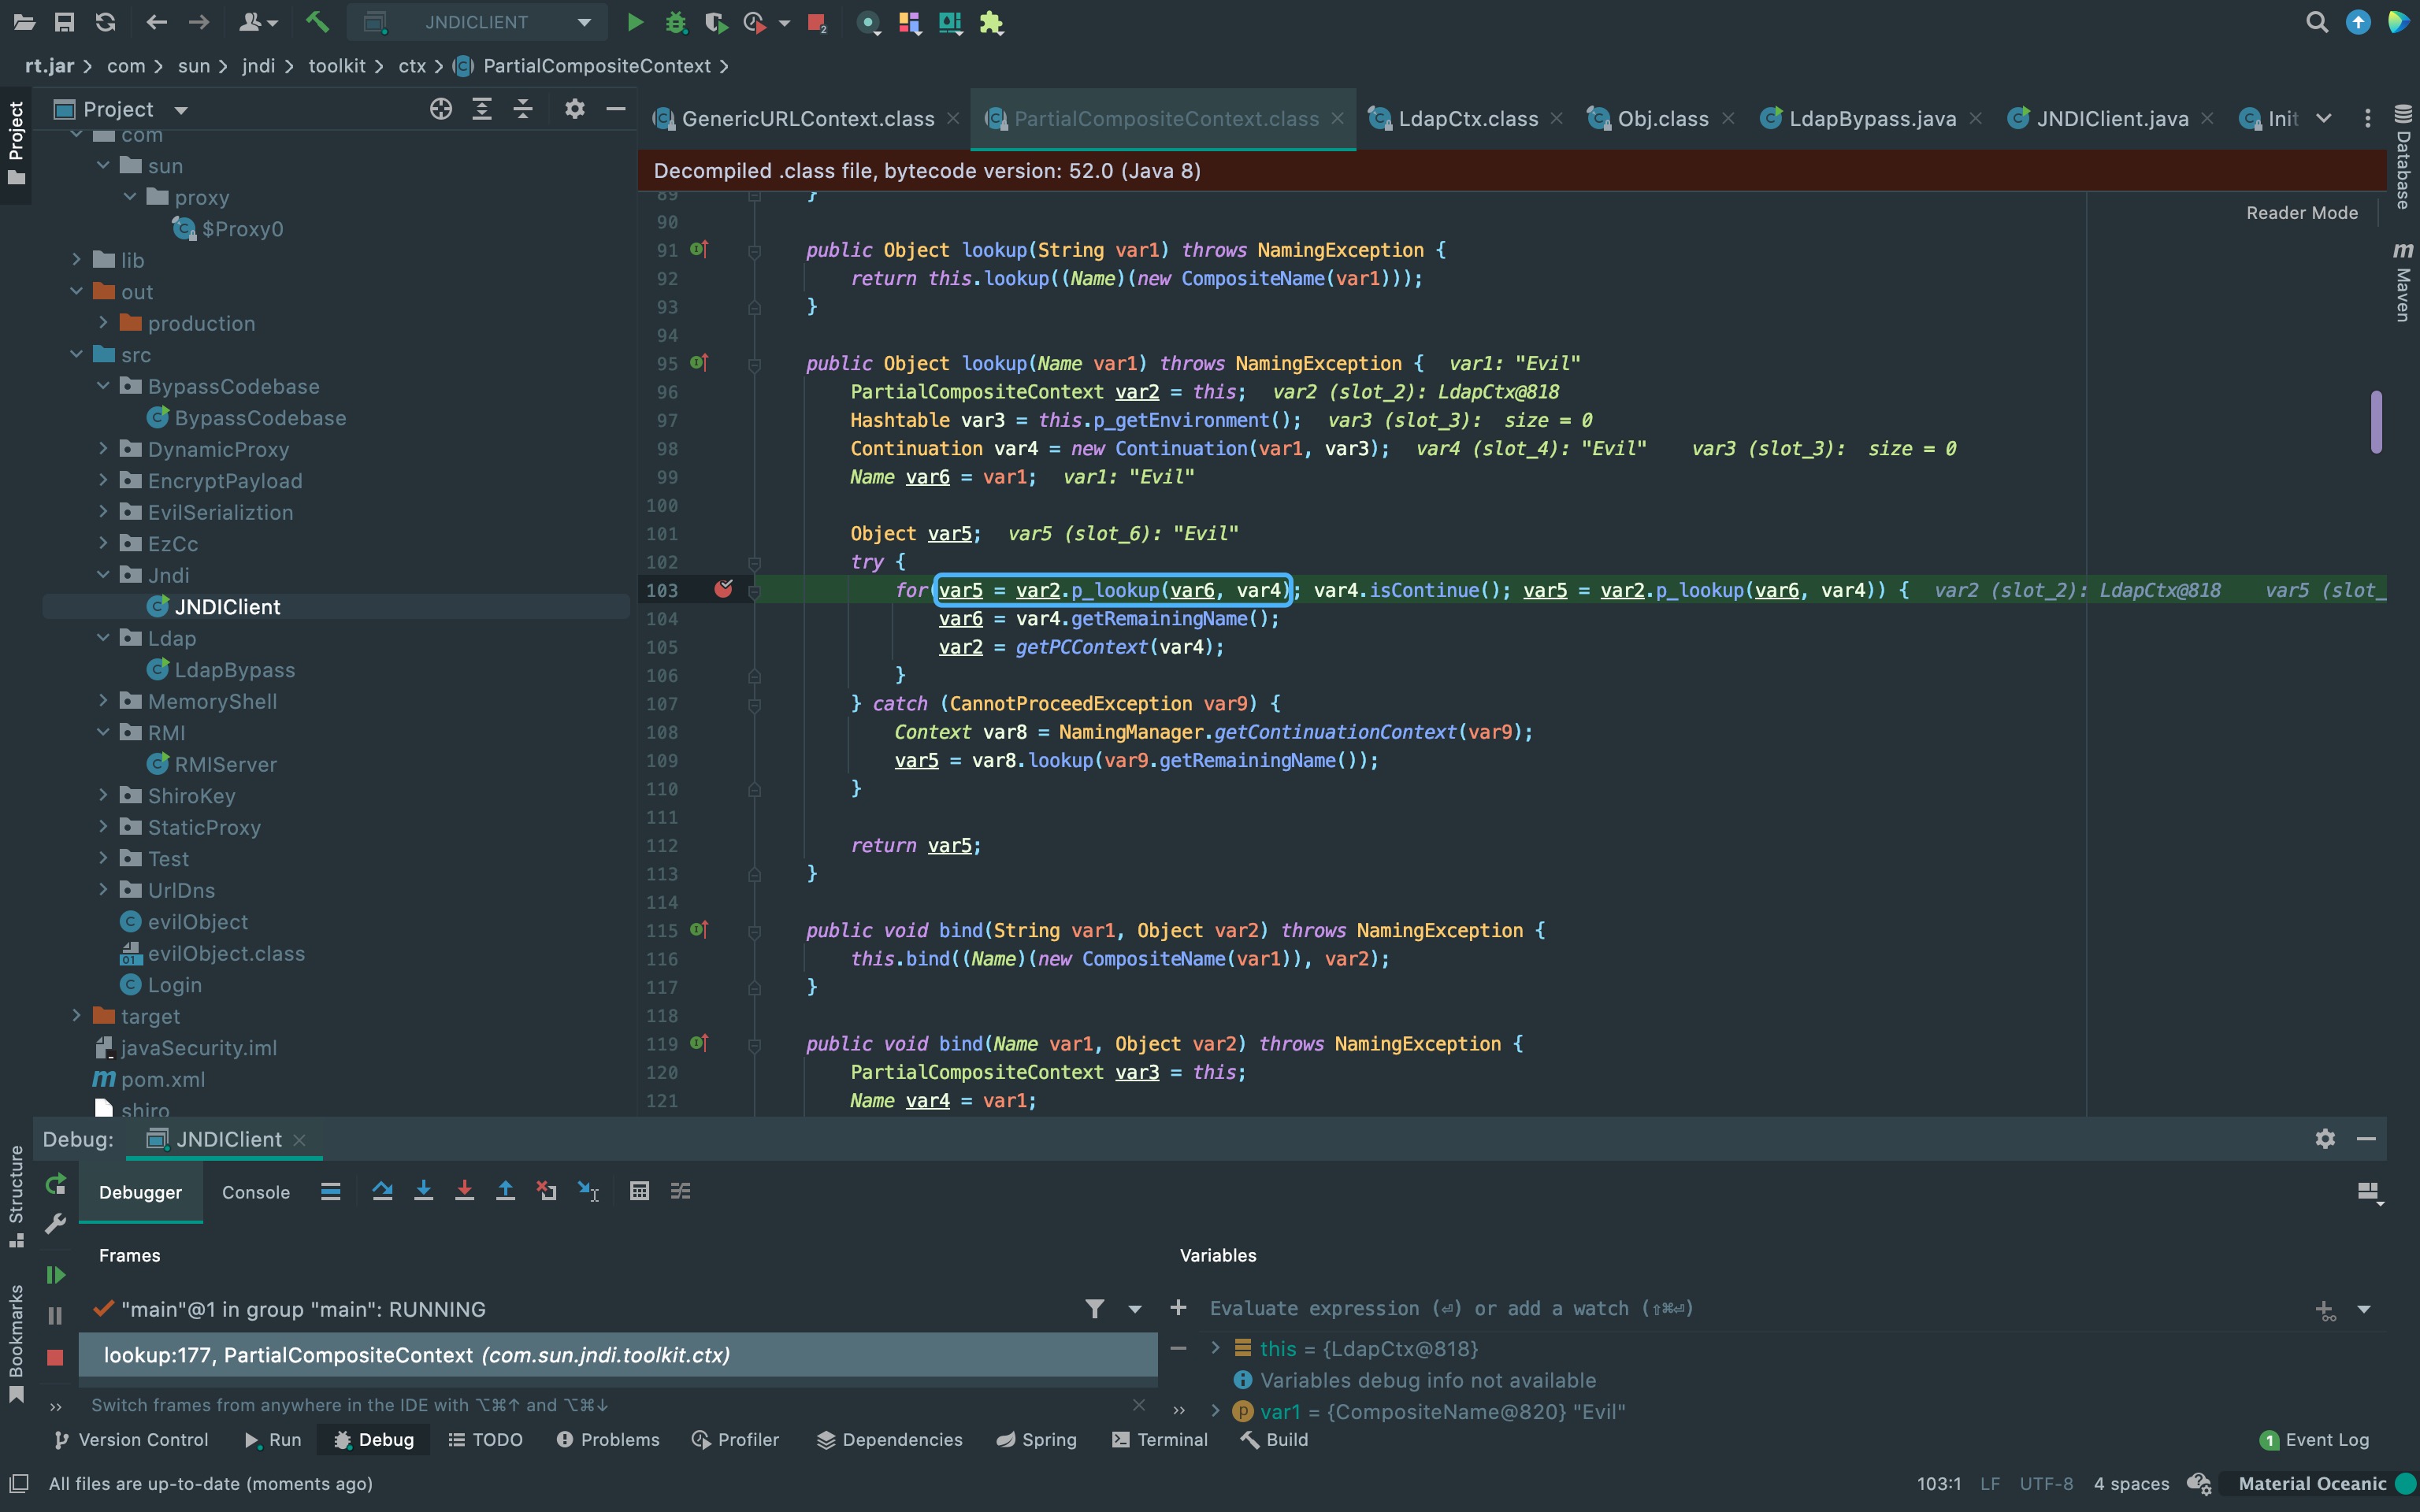 JNDICLIENT
rt.jar > com > sun > jndi > toolkit > ctx > PartialCompositeContext >
Project
Project
com
sun
proxy
$Proxy0
lib
out
production
src
BypassCodebase
BypassCodebase
DynamicProxy
EncryptPayload
EvilSerializtion
EzCc
Jndi
JNDIClient
Ldap
LdapBypass
MemoryShell
RMI
RMIServer
ShiroKey
StaticProxy
Test
UrlDns
evilObject
evilObject.class
Login
target
javaSecurity.iml
pom.xml
shiro
GenericURLContext.class
PartialCompositeContext.class
LdapCtx.class
Obj.class
LdapBypass.java
JNDIClient.java
Init
Database
Maven
Decompiled .class file, bytecode version: 52.0 (Java 8)
Reader Mode
89 }
90
91 public Object lookup(String var1) throws NamingException {
92 return this.lookup((Name)(new CompositeName(var1)));
93 }
94
95 public Object lookup(Name var1) throws NamingException { var1: "Evil"
96 PartialCompositeContext var2 = this; var2 (slot_2): LdapCtx@818
97 Hashtable var3 = this.p_getEnvironment(); var3 (slot_3): size = 0
98 Continuation var4 = new Continuation(var1, var3); var4 (slot_4): "Evil" var3 (slot_3): size = 0
99 Name var6 = var1; var1: "Evil"
100
101 Object var5; var5 (slot_6): "Evil"
102 try {
103 for(var5 = var2.p_lookup(var6, var4); var4.isContinue(); var5 = var2.p_lookup(var6, var4)) { var2 (slot_2): LdapCtx@818 var5 (slot_
104 var6 = var4.getRemainingName();
105 var2 = getPCContext(var4);
106 }
107 } catch (CannotProceedException var9) {
108 Context var8 = NamingManager.getContinuationContext(var9);
109 var5 = var8.lookup(var9.getRemainingName());
110 }
111
112 return var5;
113 }
114
115 public void bind(String var1, Object var2) throws NamingException {
116 this.bind((Name)(new CompositeName(var1)), var2);
117 }
118
119 public void bind(Name var1, Object var2) throws NamingException {
120 PartialCompositeContext var3 = this;
121 Name var4 = var1;
Debug: JNDIClient
Structure
Bookmarks
Debugger Console
Frames
"main"@1 in group "main": RUNNING
lookup:177, PartialCompositeContext (com.sun.jndi.toolkit.ctx)
Switch frames from anywhere in the IDE with ⌥⌘↑ and ⌥⌘↓
Variables
Evaluate expression (⏎) or add a watch (⇧⌘⏎)
this = {LdapCtx@818}
Variables debug info not available
var1 = {CompositeName@820} "Evil"
Version Control Run Debug TODO Problems Profiler Dependencies Spring Terminal Build 1 Event Log
All files are up-to-date (moments ago) 103:1 LF UTF-8 4 spaces Material Oceanic